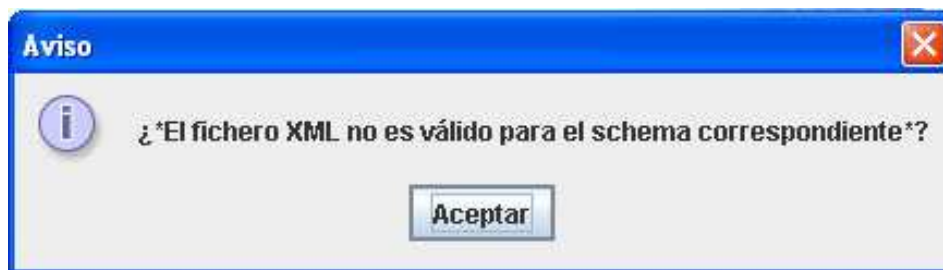 Aviso
¿*El fichero XML no es válido para el schema correspondiente*?
Aceptar